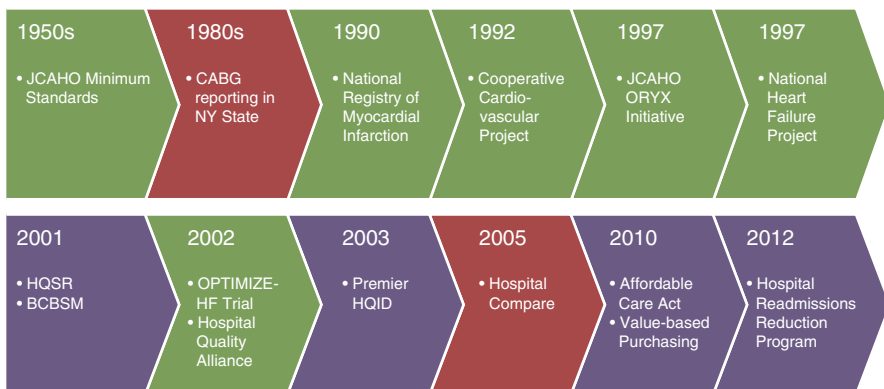 1950s
• JCAHO Minimum
Standards
1980s
• CABG
reporting in
NY State
1990
• National
Registry of
Myocardial
Infarction
1992
• Cooperative
Cardio-
vascular
Project
1997
• JCAHO
ORYX
Initiative
1997
• National
Heart
Failure
Project
2001
• HQSR
• BCBSM
2002
• OPTIMIZE-
HF Trial
• Hospital
Quality
Alliance
2003
• Premier
HQID
2005
• Hospital
Compare
2010
• Affordable
Care Act
• Value-based
Purchasing
2012
• Hospital
Readmissions
Reduction
Program